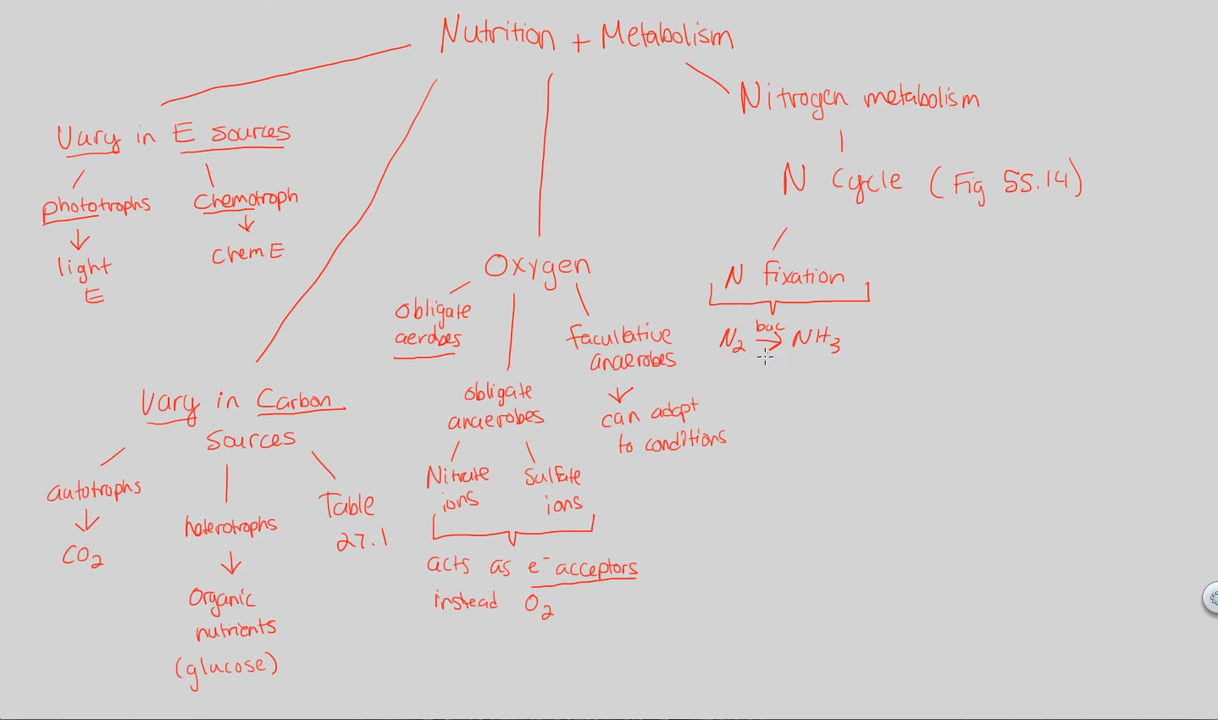 Nutrition + Metabolism
Vary in E sources
phototrophs
light
E
chemotroph
chem E
Vary in Carbon
sources
autotrophs
CO2
heterotrophs
Organic
nutrients
(glucose)
Table
27.1
Oxygen
obligate
aerobes
obligate
anaerobes
Nitrate
ions
Sulfate
ions
acts as e- acceptors
instead O2
facultative
anaerobes
can adapt
to conditions
Nitrogen metabolism
N cycle (Fig 55.14)
N fixation
N2 bac → NH3